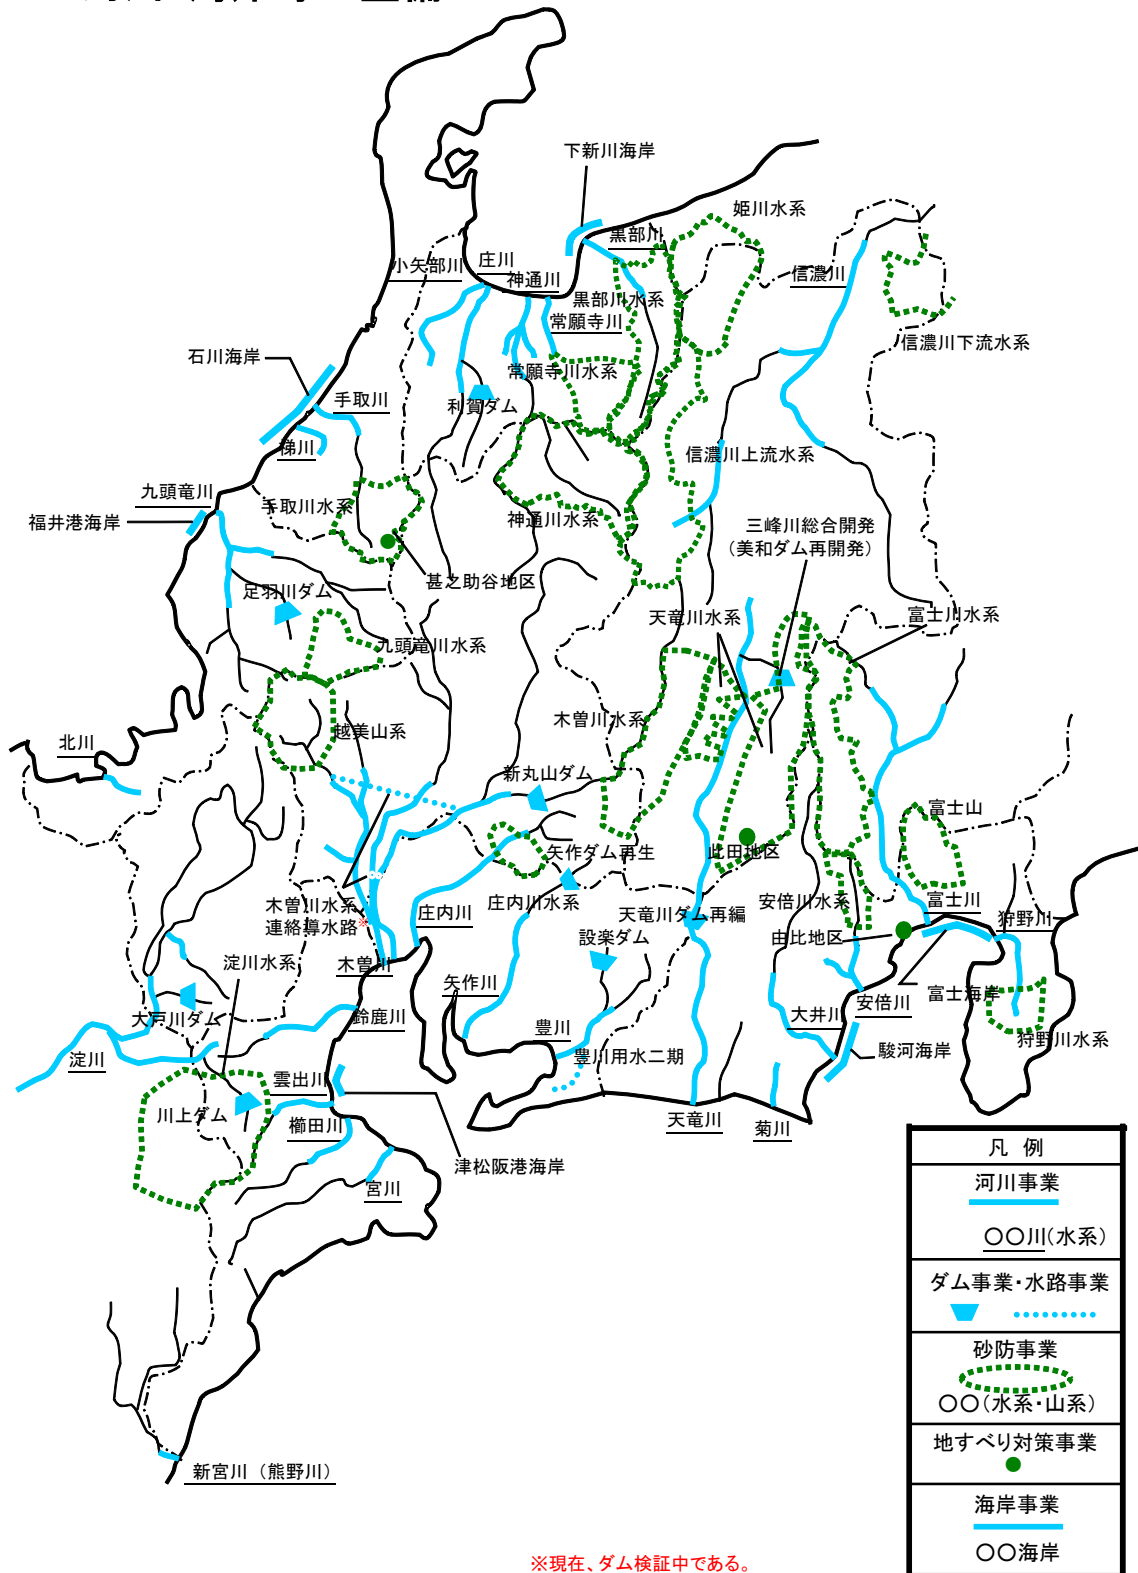 下新川海岸
姫川水系
黒部川
庄川
小矢部川
神通川
信濃川
黒部川水系
常願寺川
信濃川下流水系
石川海岸
常願寺川水系
手取川
利賀ダム
梯川
信濃川上流水系
九頭竜川
手取川水系
福井港海岸
神通川水系
三峰川総合開発
(美和ダム再開発)
甚之助谷地区
足羽川ダム
天竜川水系
富士川水系
九頭竜川水系
木曽川水系
越美山系
北川
新丸山ダム
富士山
矢作ダム再生
此田地区
木曽川水系
連絡導水路※
庄内川
庄内川水系
天竜川ダム再編
安倍川水系
富士川
狩野川
設楽ダム
由比地区
淀川水系
木曽川
矢作川
富士海岸
大戸川ダム
鈴鹿川
豊川
大井川
安倍川
狩野川水系
淀川
豊川用水二期
駿河海岸
雲出川
川上ダム
櫛田川
天竜川
菊川
津松阪港海岸
宮川
新宮川（熊野川）
凡 例
河川事業
〇〇川(水系)
ダム事業・水路事業
砂防事業
〇〇(水系・山系)
地すべり対策事業
海岸事業
〇〇海岸
※現在、ダム検証中である。